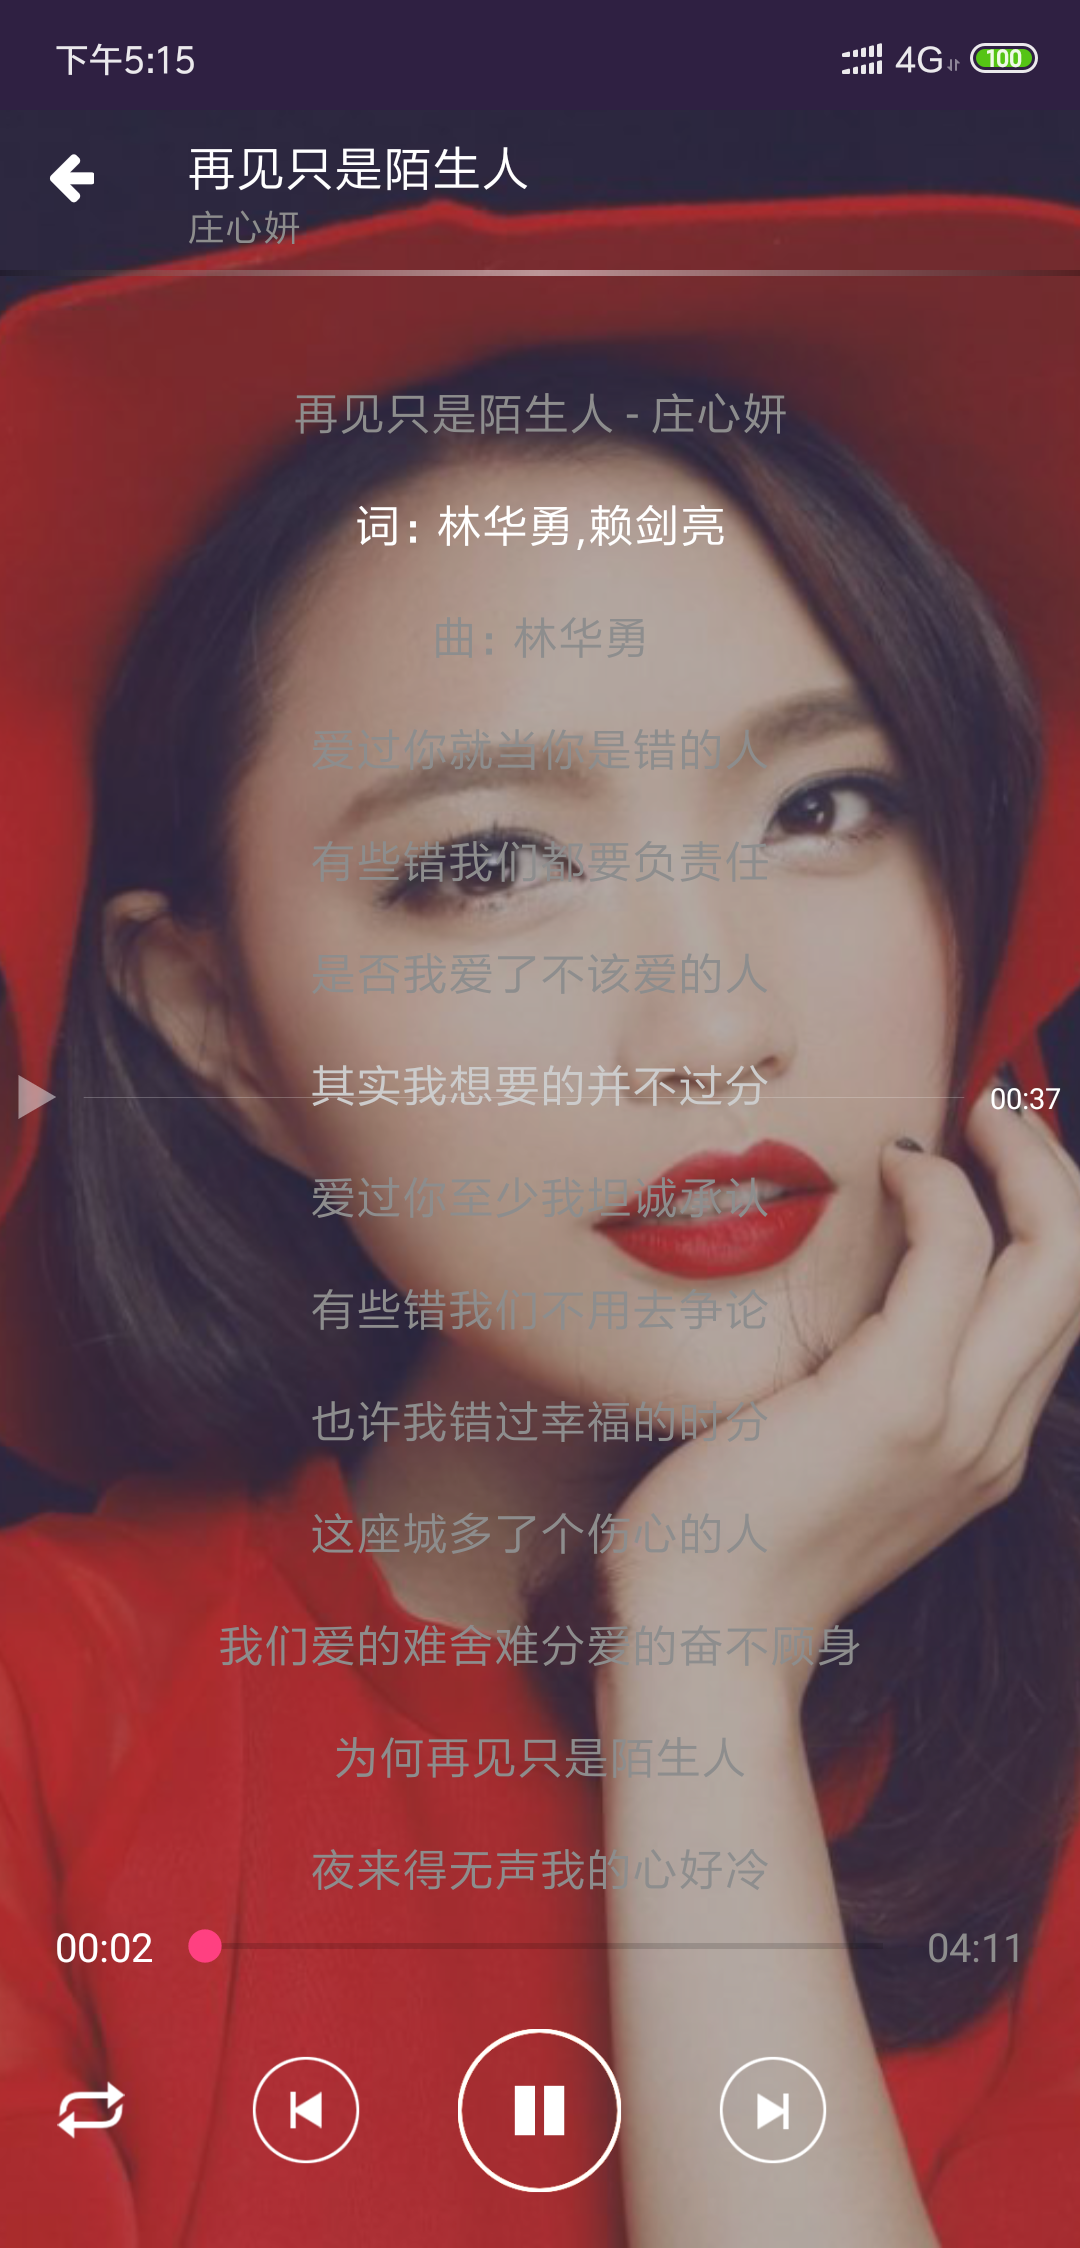 下午5:15
4G
100
再见只是陌生人
庄心妍
再见只是陌生人 - 庄心妍
词：林华勇,赖剑亮
曲：林华勇
爱过你就当你是错的人
有些错我们都要负责任
是否我爱了不该爱的人
其实我想要的并不过分
00:37
爱过你至少我坦诚承认
有些错我们不用去争论
也许我错过幸福的时分
这座城多了个伤心的人
我们爱的难舍难分爱的奋不顾身
为何再见只是陌生人
夜来得无声我的心好冷
00:02
04:11